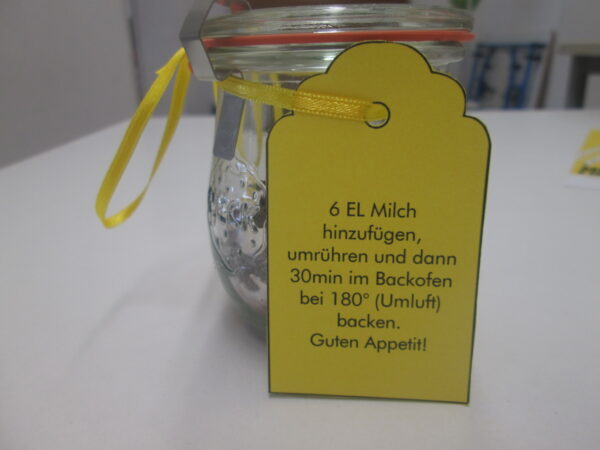 6 EL Milch
hinzufügen,
umrühren und dann
30min im Backofen
bei 180° (Umluft)
backen.
Guten Appetit!